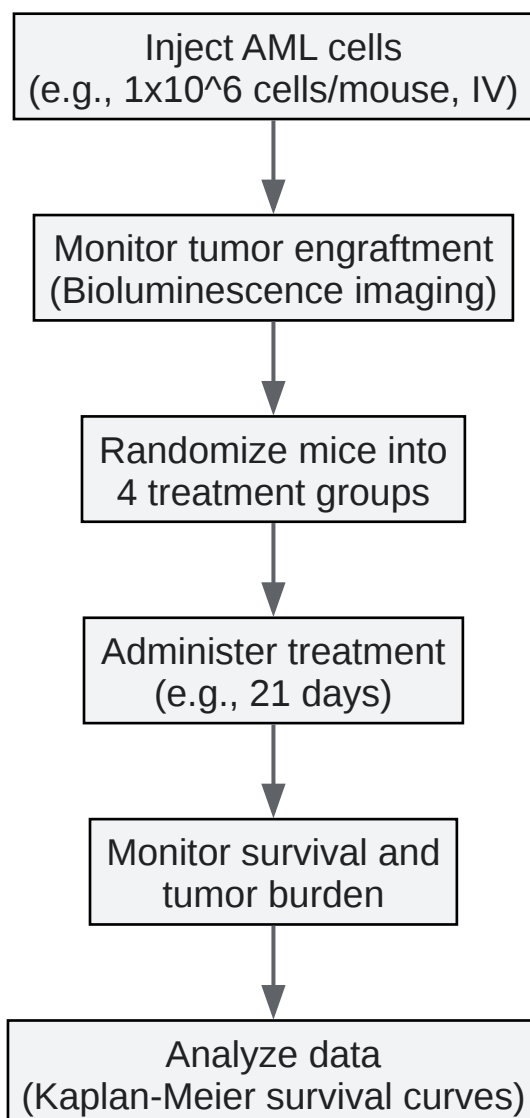 Inject AML cells
(e.g., 1x10^6 cells/mouse, IV)
Monitor tumor engraftment
(Bioluminescence imaging)
Randomize mice into
4 treatment groups
Administer treatment
(e.g., 21 days)
Monitor survival and
tumor burden
Analyze data
(Kaplan-Meier survival curves)